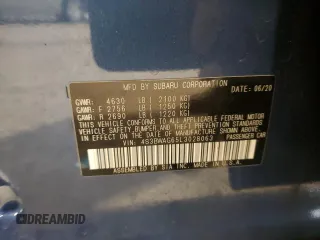 MFD BY SUBARU CORPORATION DATE: 06/20
GVWR: 4630 LB ( 2100 KG)
GAWR: F 2756 LB ( 1250 KG)
GAWR: R 2690 LB ( 1220 KG)
THIS VEHICLE CONFORMS TO ALL APPLICABLE FEDERAL MOTOR
VEHICLE SAFETY, BUMPER AND THEFT PREVENTION STANDARDS
IN EFFECT ON THE DATE OF MANUFACTURE SHOWN ABOVE.
VIN: PASSENGER CAR
BY SIA INC. MADE IN U.S.A.
DREAMBID